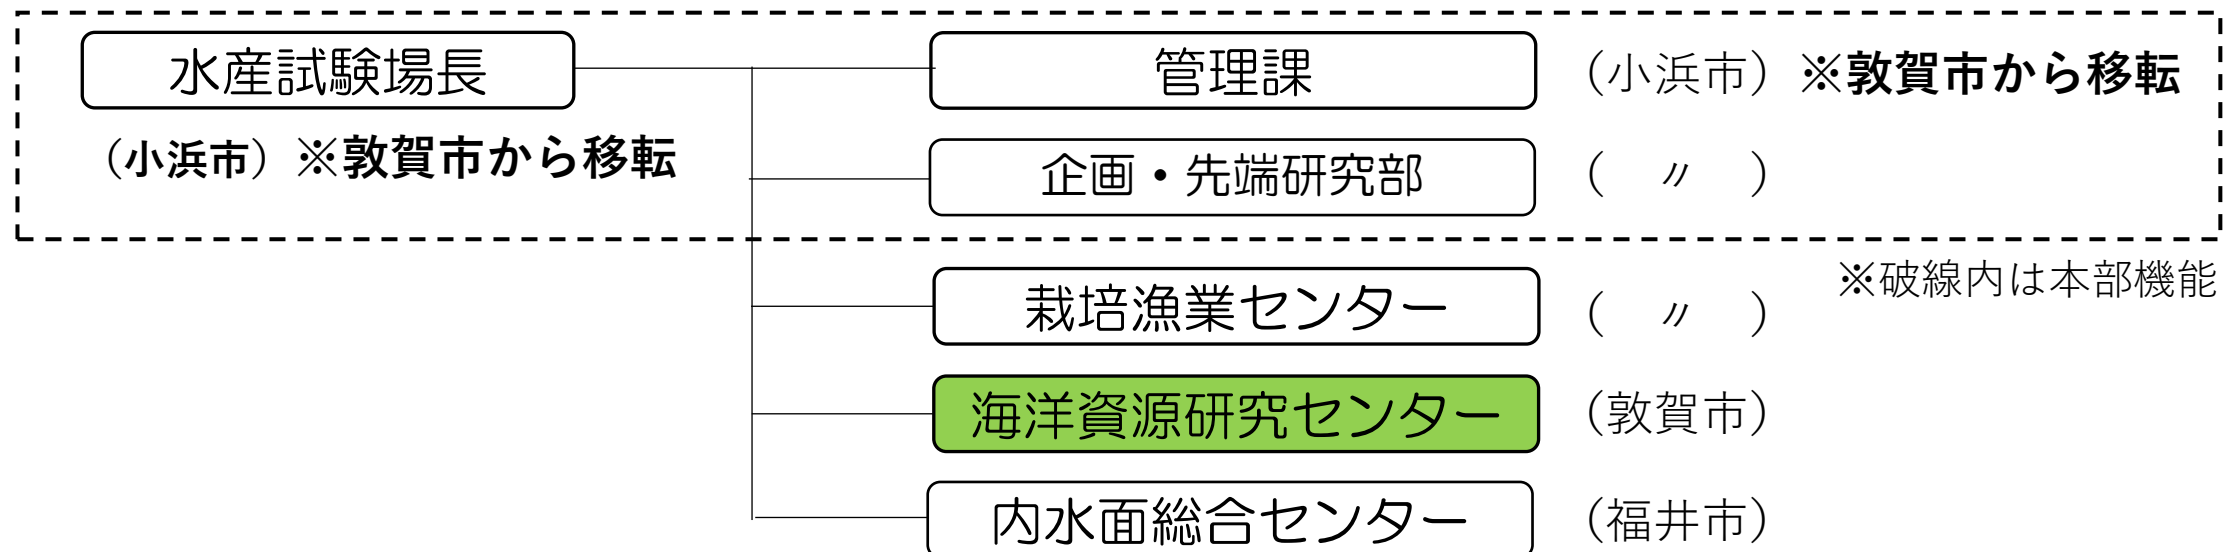 水産試験場長
(小浜市)※敦賀市から移転
管理課 (小浜市)※敦賀市から移転
企画・先端研究部 ( 〃 )
※破線内は本部機能
栽培漁業センター ( 〃 )
海洋資源研究センター (敦賀市)
内水面総合センター (福井市)